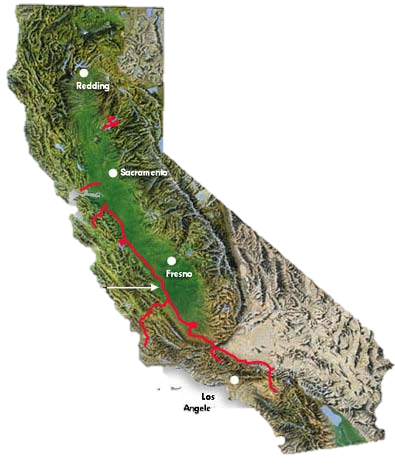 Redding
Sacramento
Fresno
Los
Angele